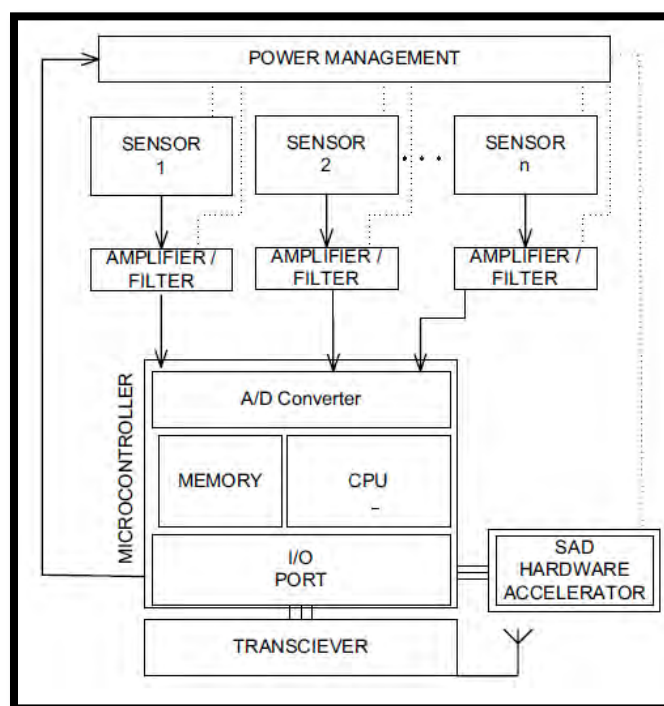 POWER MANAGEMENT
SENSOR
1
SENSOR
2
SENSOR
n
AMPLIFIER /
FILTER
AMPLIFIER /
FILTER
AMPLIFIER /
FILTER
MICROCONTROLLER
A/D Converter
MEMORY
CPU
I/O
PORT
SAD
HARDWARE
ACCELERATOR
TRANSCIEVER